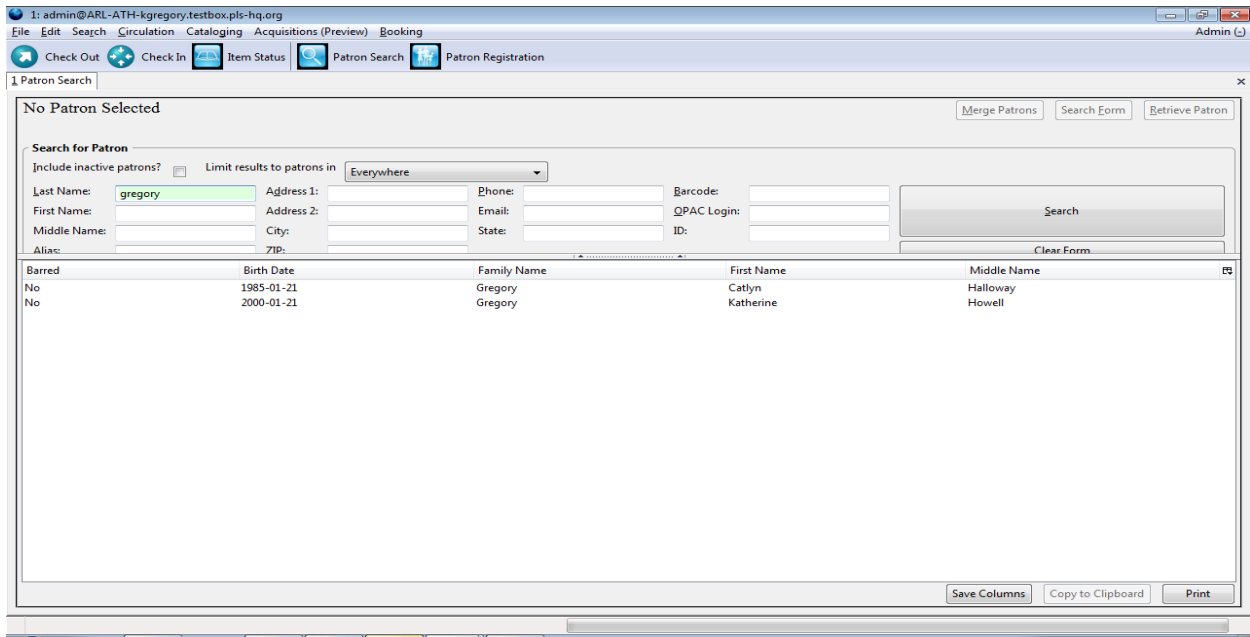 1: admin@ARL-ATH-kgregory.testbox.pls-hq.org
File Edit Search Circulation Cataloging Acquisitions (Preview) Booking Admin (-)
Check Out Check In Item Status Patron Search Patron Registration
1 Patron Search
No Patron Selected Merge Patrons Search Form Retrieve Patron
Search for Patron
Include inactive patrons? Limit results to patrons in Everywhere
Last Name: gregory Address 1: Phone: Barcode:
First Name: Address 2: Email: OPAC Login: Search
Middle Name: City: State: ID:
Alias: ZIP: Clear Form
Barred Birth Date Family Name First Name Middle Name
No 1985-01-21 Gregory Catlyn Halloway
No 2000-01-21 Gregory Katherine Howell
Save Columns Copy to Clipboard Print